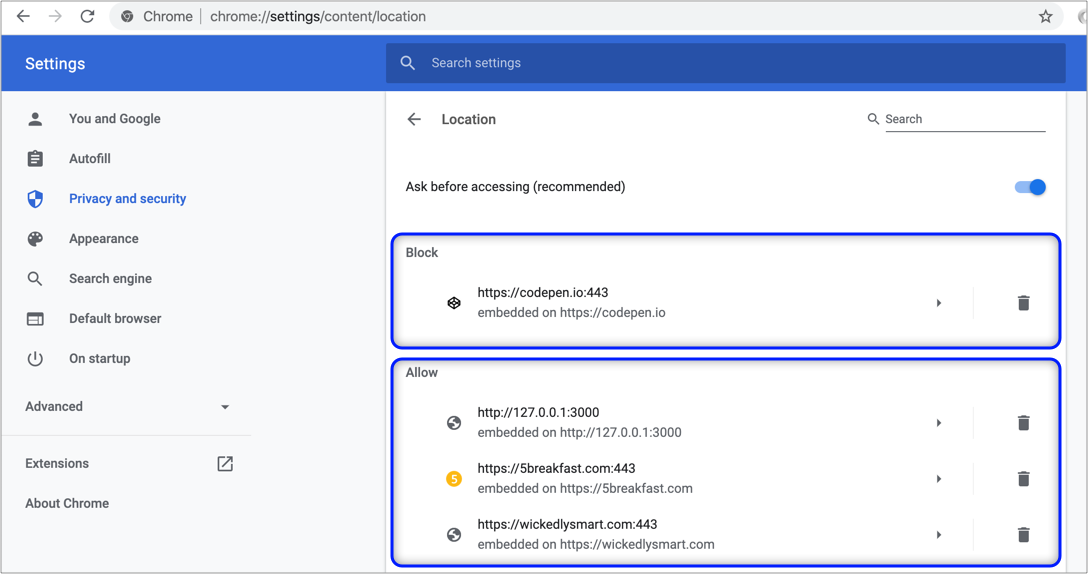 Chrome | chrome://settings/content/location
Settings
Search settings
You and Google
Autofill
Privacy and security
Appearance
Search engine
Default browser
On startup
Advanced
Extensions
About Chrome
Location
Search
Ask before accessing (recommended)
Block
https://codepen.io:443
embedded on https://codepen.io
Allow
http://127.0.0.1:3000
embedded on http://127.0.0.1:3000
5
https://5breakfast.com:443
embedded on https://5breakfast.com
https://wickedlysmart.com:443
embedded on https://wickedlysmart.com